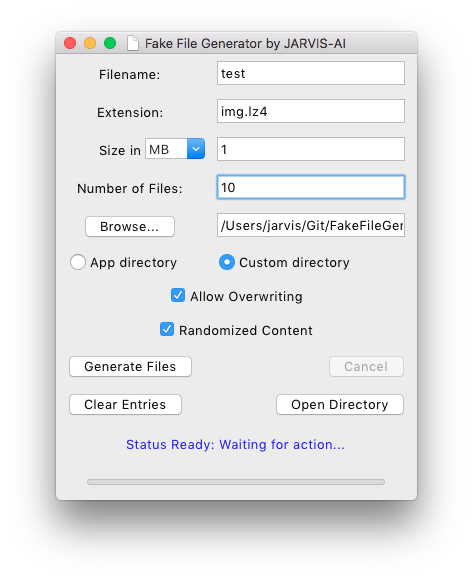 Fake File Generator by JARVIS-AI
Filename: test
Extension: img.lz4
Size in MB 1
Number of Files: 10
Browse... /Users/jarvis/Git/FakeFileGer
App directory Custom directory
Allow Overwriting
Randomized Content
Generate Files Cancel
Clear Entries Open Directory
Status Ready: Waiting for action...